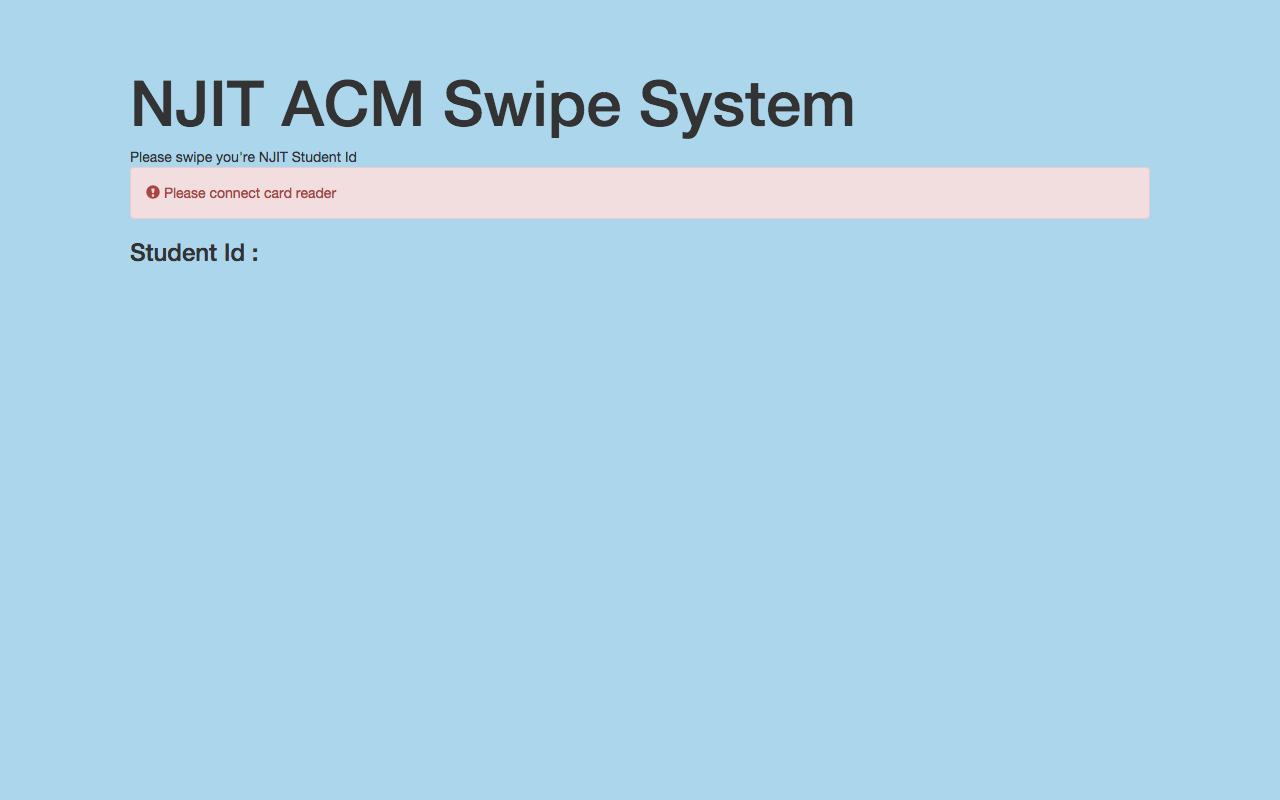 NJIT ACM Swipe System
Please swipe you're NJIT Student Id
Please connect card reader
Student Id :